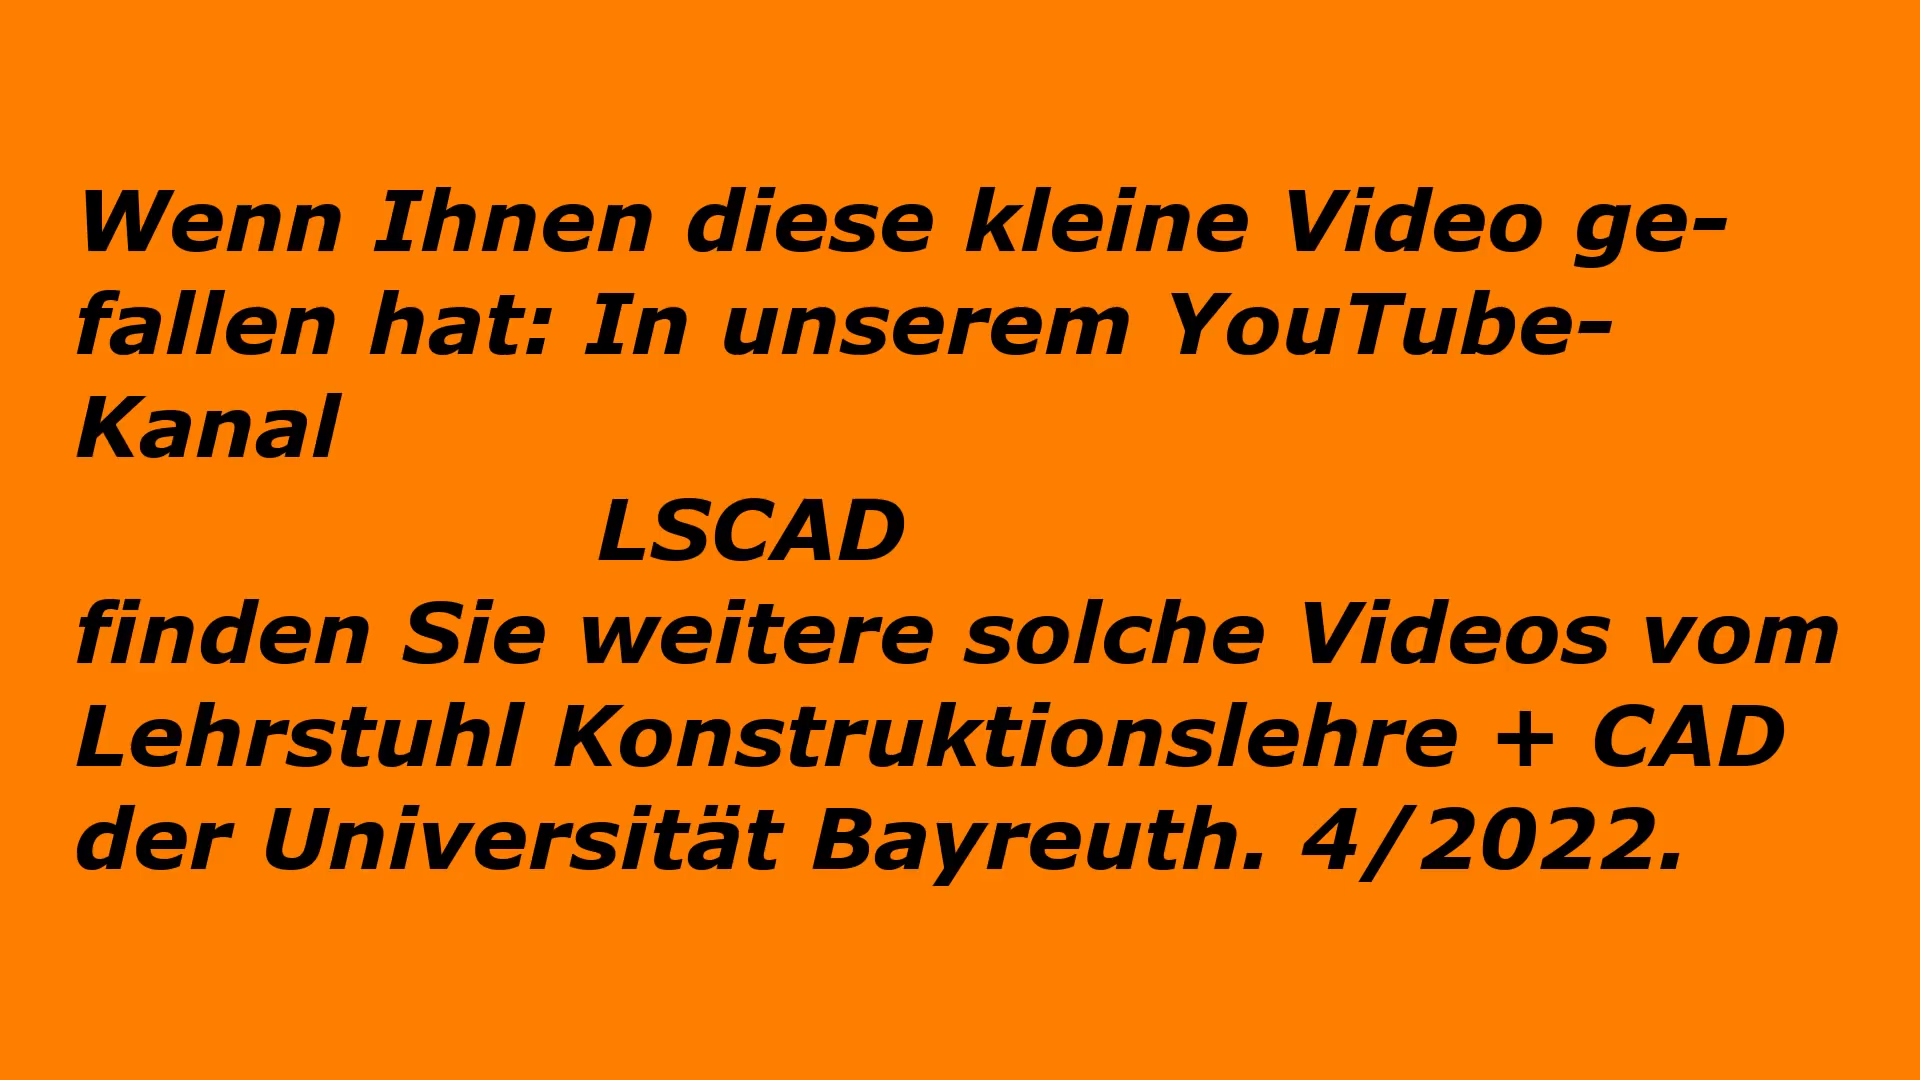 Wenn Ihnen diese kleine Video ge-
fallen hat: In unserem YouTube-
Kanal
LSCAD
finden Sie weitere solche Videos vom
Lehrstuhl Konstruktionslehre + CAD
der Universität Bayreuth. 4/2022.